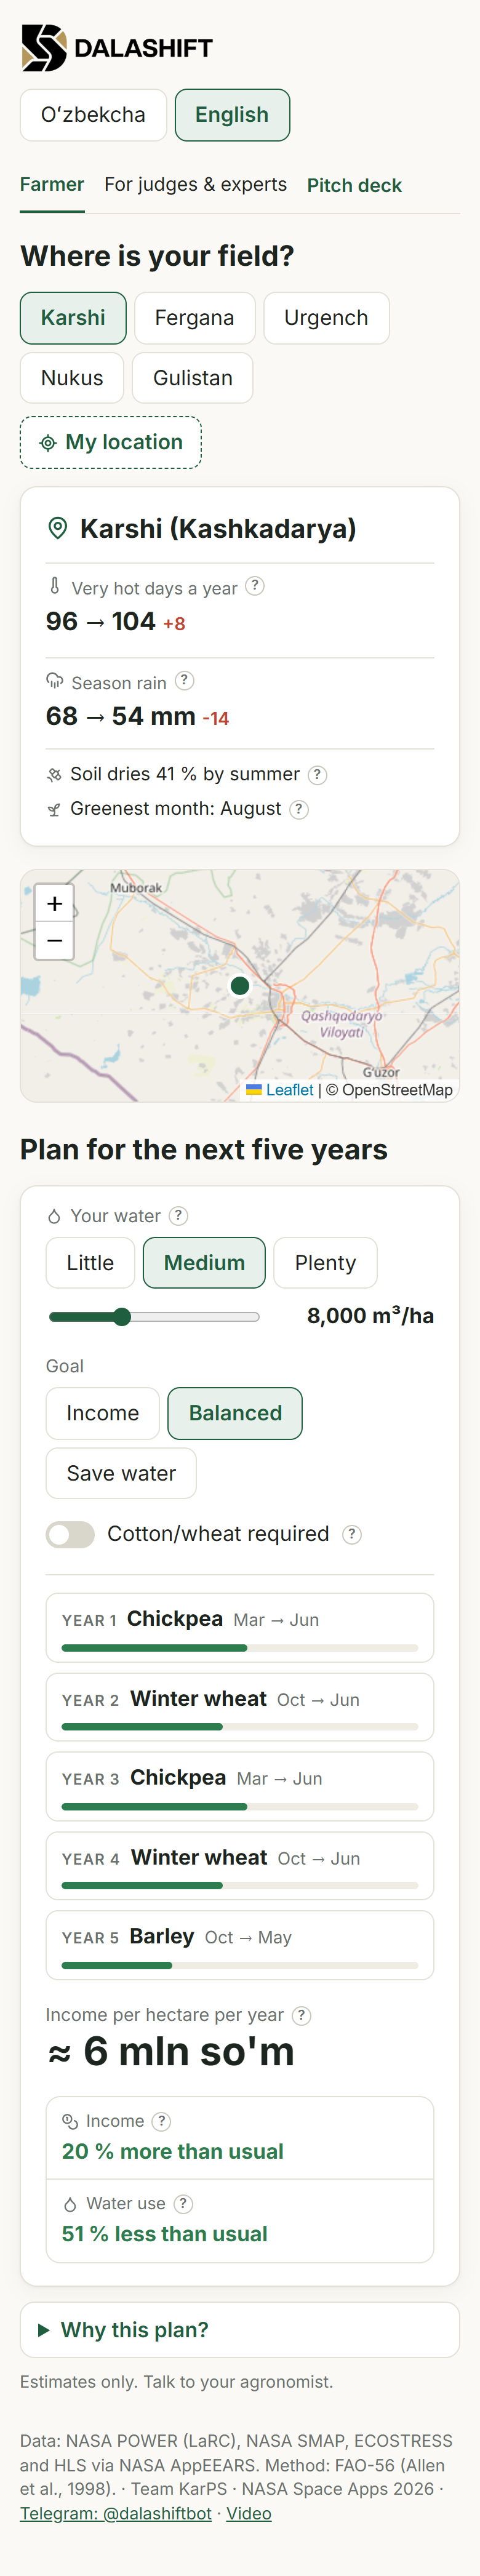 DALASHIFT
Oʻzbekcha English
Farmer For judges & experts Pitch deck
Where is your field?
Karshi Fergana Urgench
Nukus Gulistan
My location
Karshi (Kashkadarya)
Very hot days a year ?
96 → 104 +8
Season rain ?
68 → 54 mm -14
Soil dries 41 % by summer ?
Greenest month: August ?
+
Muborak
−
Qashqadaryo
Viloyati
G'uzor
Leaflet | © OpenStreetMap
Plan for the next five years
Your water ?
Little Medium Plenty
8,000 m³/ha
Goal
Income Balanced
Save water
Cotton/wheat required ?
YEAR 1 Chickpea Mar → Jun
YEAR 2 Winter wheat Oct → Jun
YEAR 3 Chickpea Mar → Jun
YEAR 4 Winter wheat Oct → Jun
YEAR 5 Barley Oct → May
Income per hectare per year ?
≈ 6 mln so'm
Income ?
20 % more than usual
Water use ?
51 % less than usual
▶ Why this plan?
Estimates only. Talk to your agronomist.
Data: NASA POWER (LaRC), NASA SMAP, ECOSTRESS
and HLS via NASA AppEEARS. Method: FAO-56 (Allen
et al., 1998). · Team KarPS · NASA Space Apps 2026 ·
Telegram: @dalashiftbot · Video